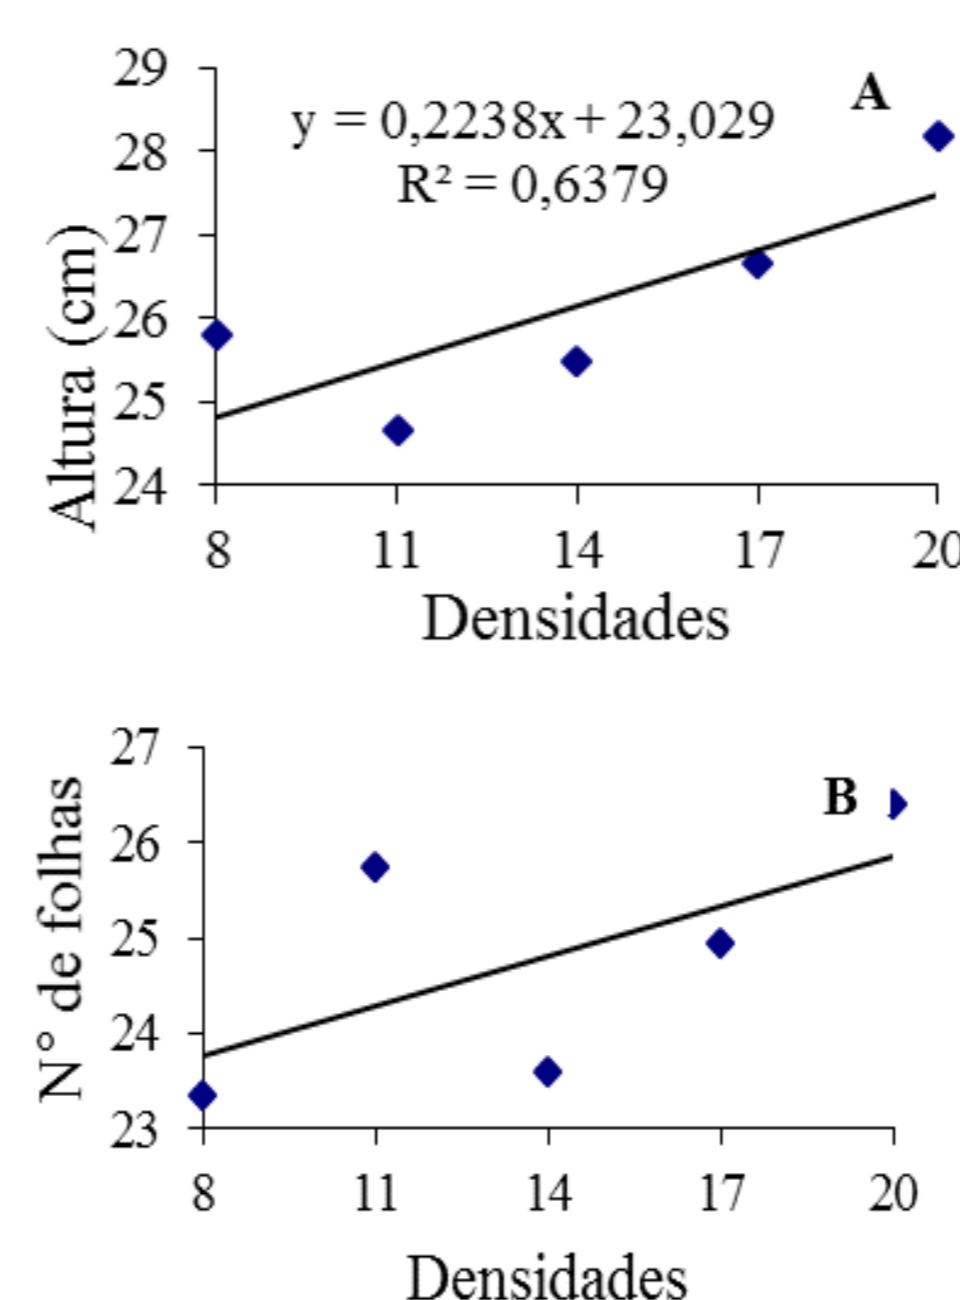 29
A
y = 0,2238x + 23,029
28
R² = 0,6379
27
26
25
24
Altura (cm)
8 11 14 17 20
Densidades
27
B
26
25
24
23
N° de folhas
8 11 14 17 20
Densidades